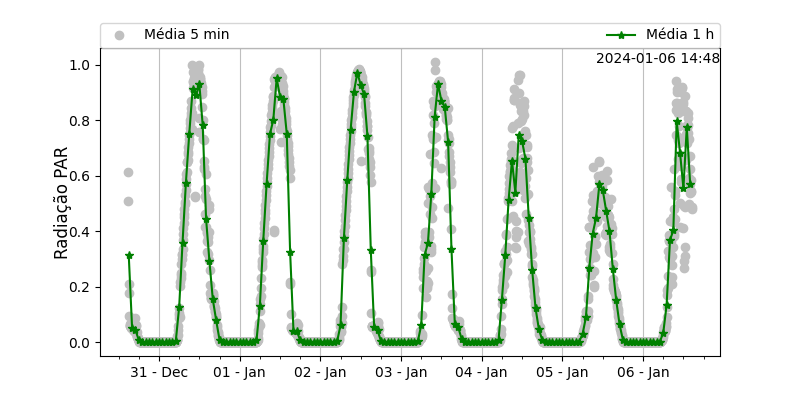 Média 5 min
Média 1 h
2024-01-06 14:48
Radiação PAR
1.0
0.8
0.6
0.4
0.2
0.0
31 - Dec
01 - Jan
02 - Jan
03 - Jan
04 - Jan
05 - Jan
06 - Jan